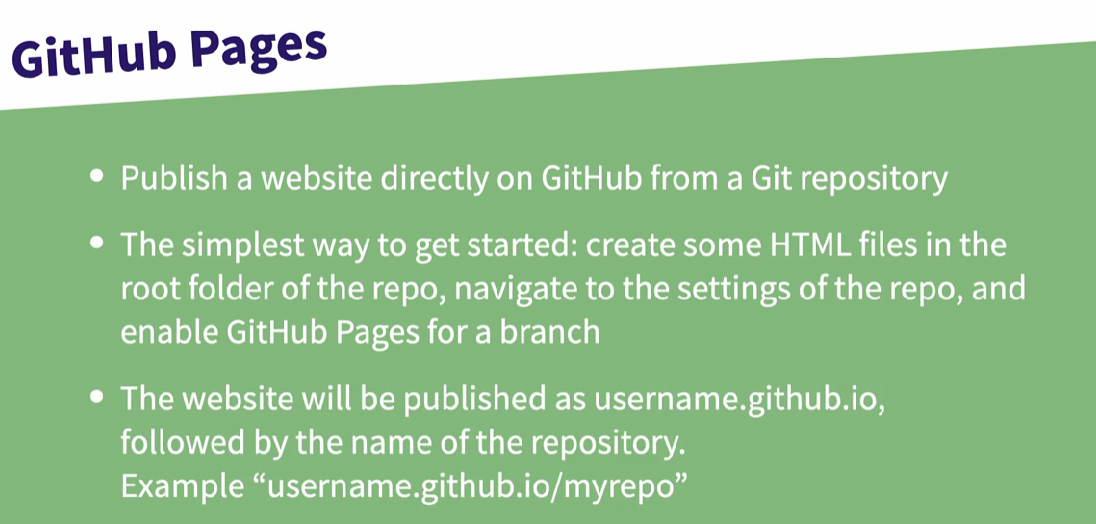 GitHub Pages
• Publish a website directly on GitHub from a Git repository
• The simplest way to get started: create some HTML files in the
root folder of the repo, navigate to the settings of the repo, and
enable GitHub Pages for a branch
• The website will be published as username.github.io,
followed by the name of the repository.
Example “username.github.io/myrepo”